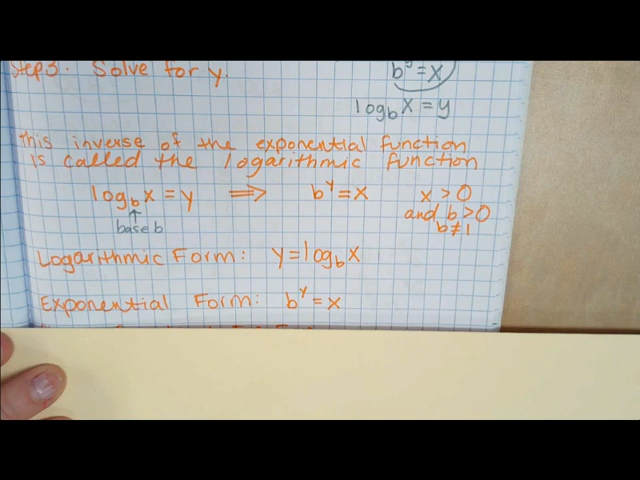 Step 3: Solve for y.
b^y = x
log_b x = y
This inverse of the exponential function
is called the logarithmic function
log_b x = y ⟹ b^y = x x > 0
and b > 0
b ≠ 1
base b
Logarithmic Form: y = log_b x
Exponential Form: b^y = x